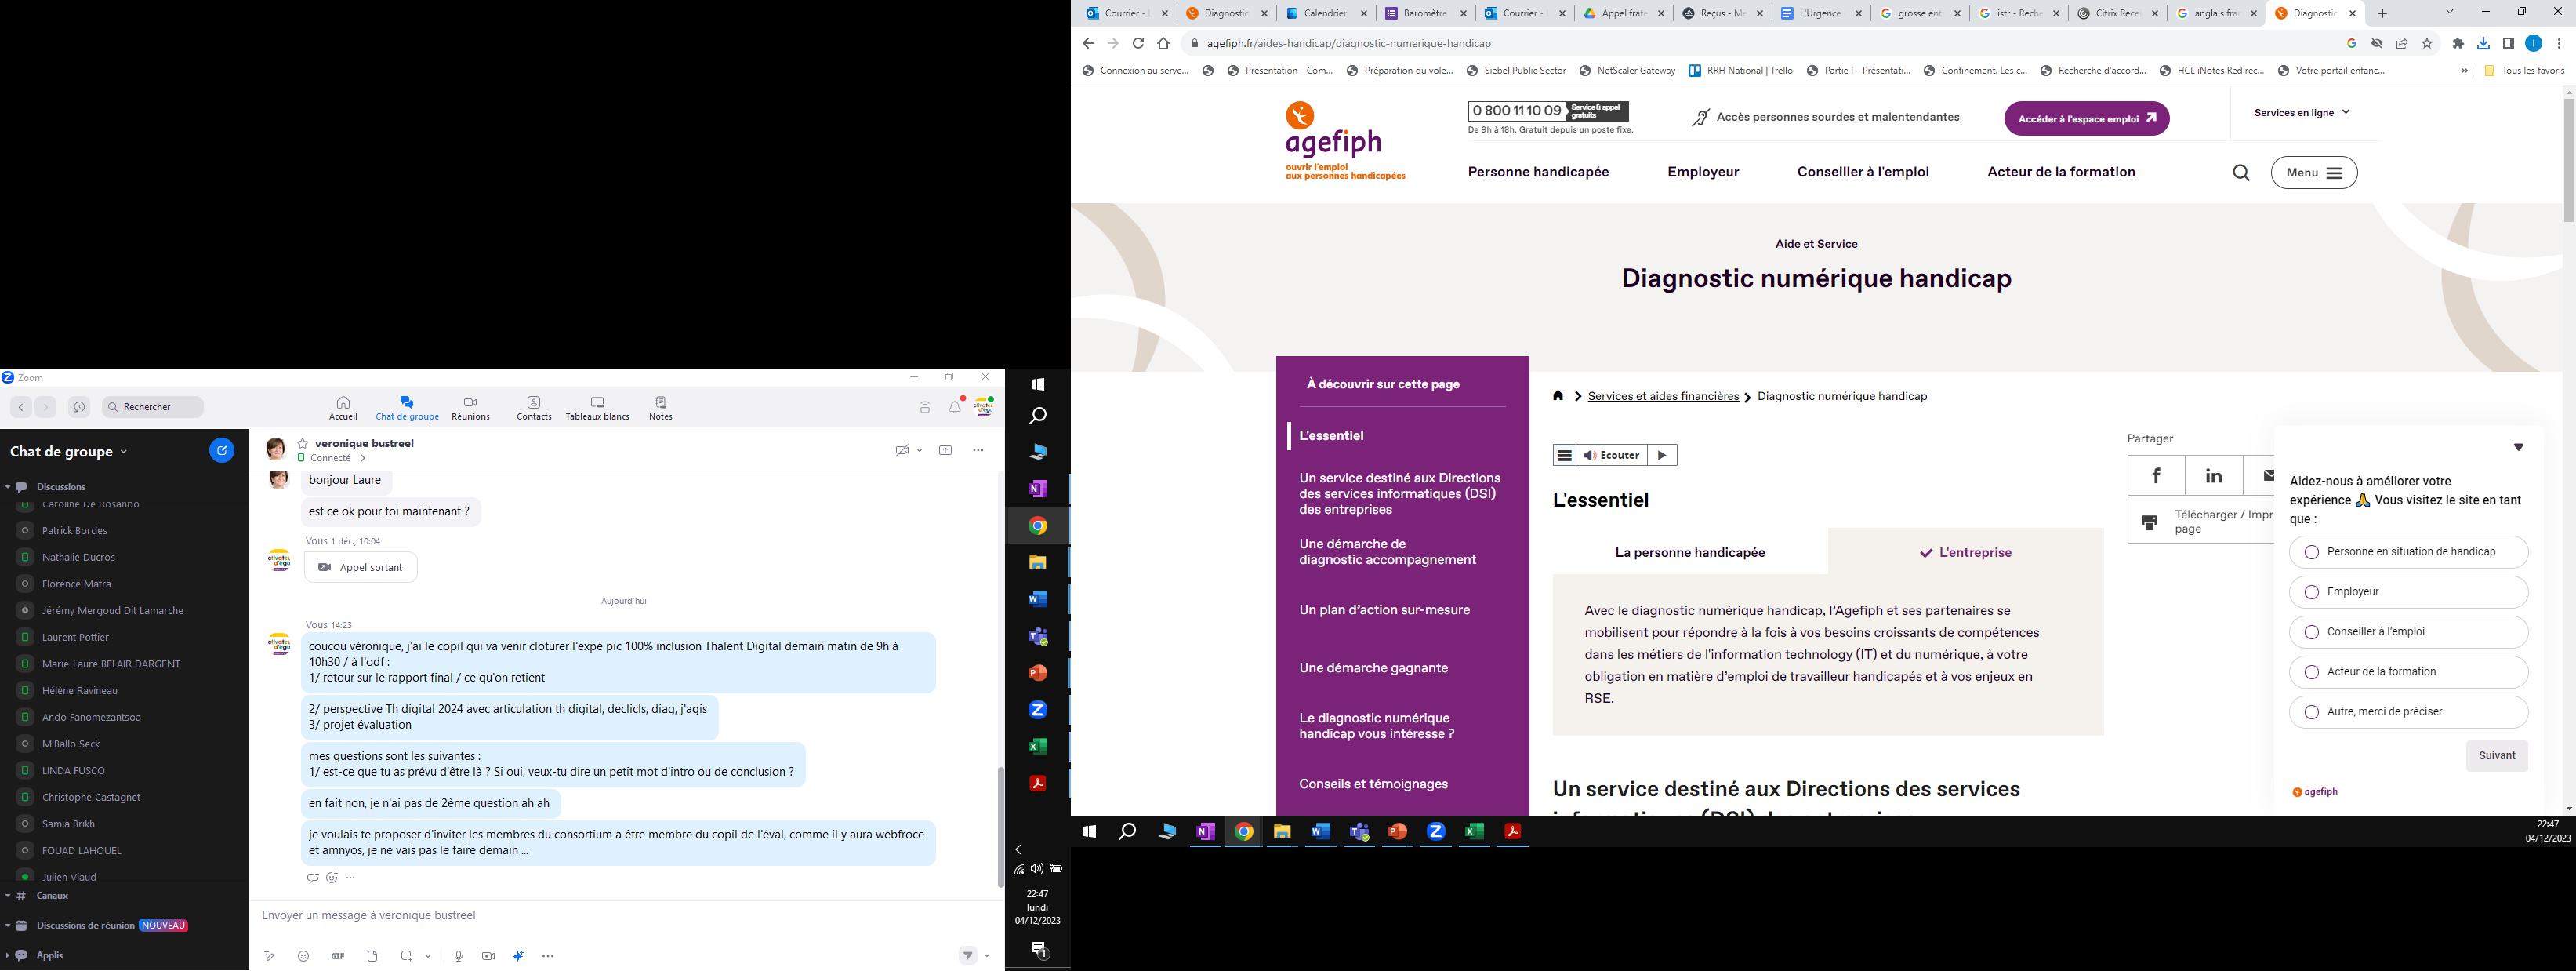 Zoom
Rechercher
Accueil
Chat de groupe
Réunions
Contacts
Tableaux blancs
Notes
Chat de groupe
Discussions
Caroline De Rosanbo
Patrick Bordes
Nathalie Ducros
Florence Matra
Jérémy Mergoud Dit Lamarche
Laurent Pottier
Marie-Laure BELAIR DARGENT
Hélène Ravineau
Ando Fanomezantsoa
M'Ballo Seck
LINDA FUSCO
Christophe Castagnet
Samia Brikh
FOUAD LAHOUEL
Julien Viaud
Canaux
Discussions de réunion NOUVEAU
Applis
veronique bustreel
Connecté
bonjour Laure
est ce ok pour toi maintenant ?
Vous 1 déc., 10:04
Appel sortant
Aujourd'hui
Vous 14:23
coucou véronique, j'ai le copil qui va venir cloturer l'expé pic 100% inclusion Thalent Digital demain matin de 9h à
10h30 / à l'odf :
1/ retour sur le rapport final / ce qu'on retient
2/ perspective Th digital 2024 avec articulation th digital, declicls, diag, j'agis
3/ projet évaluation
mes questions sont les suivantes :
1/ est-ce que tu as prévu d'être là ? Si oui, veux-tu dire un petit mot d'intro ou de conclusion ?
en fait non, je n'ai pas de 2ème question ah ah
je voulais te proposer d'inviter les membres du consortium a être membre du copil de l'éval, comme il y aura webfroce
et amnyos, je ne vais pas le faire demain ...
Envoyer un message à veronique bustreel
GIF
22:47
lundi
04/12/2023
1
Courrier - L
Diagnostic
Calendrier
Baromètre
Courrier - L
Appel frate
Reçus - Me
L'Urgence
grosse ent
istr - Reche
Citrix Rece
anglais fra
Diagnostic
agefiph.fr/aides-handicap/diagnostic-numerique-handicap
Connexion au serve...
Présentation - Com...
Préparation du vole...
Siebel Public Sector
NetScaler Gateway
RRH National | Trello
Partie I - Présentati...
Confinement. Les c...
Recherche d'accord...
HCL iNotes Redirec...
Votre portail enfanc...
»
Tous les favoris
agefiph
ouvrir l'emploi
aux personnes handicapées
0 800 11 10 09 Service & appel
gratuits
De 9h à 18h. Gratuit depuis un poste fixe.
Accès personnes sourdes et malentendantes
Accéder à l'espace emploi
Services en ligne
Personne handicapée
Employeur
Conseiller à l'emploi
Acteur de la formation
Menu
Aide et Service
Diagnostic numérique handicap
À découvrir sur cette page
L'essentiel
Un service destiné aux Directions
des services informatiques (DSI)
des entreprises
Une démarche de
diagnostic accompagnement
Un plan d'action sur-mesure
Une démarche gagnante
Le diagnostic numérique
handicap vous intéresse ?
Conseils et témoignages
Services et aides financières
Diagnostic numérique handicap
Ecouter
L'essentiel
La personne handicapée
L'entreprise
Avec le diagnostic numérique handicap, l'Agefiph et ses partenaires se
mobilisent pour répondre à la fois à vos besoins croissants de compétences
dans les métiers de l'information technology (IT) et du numérique, à votre
obligation en matière d'emploi de travailleur handicapés et à vos enjeux en
RSE.
Un service destiné aux Directions des services
Partager
Télécharger / Impr
page
Aidez-nous à améliorer votre
expérience 🙏 Vous visitez le site en tant
que :
Personne en situation de handicap
Employeur
Conseiller à l'emploi
Acteur de la formation
Autre, merci de préciser
Suivant
agefiph
22:47
04/12/2023